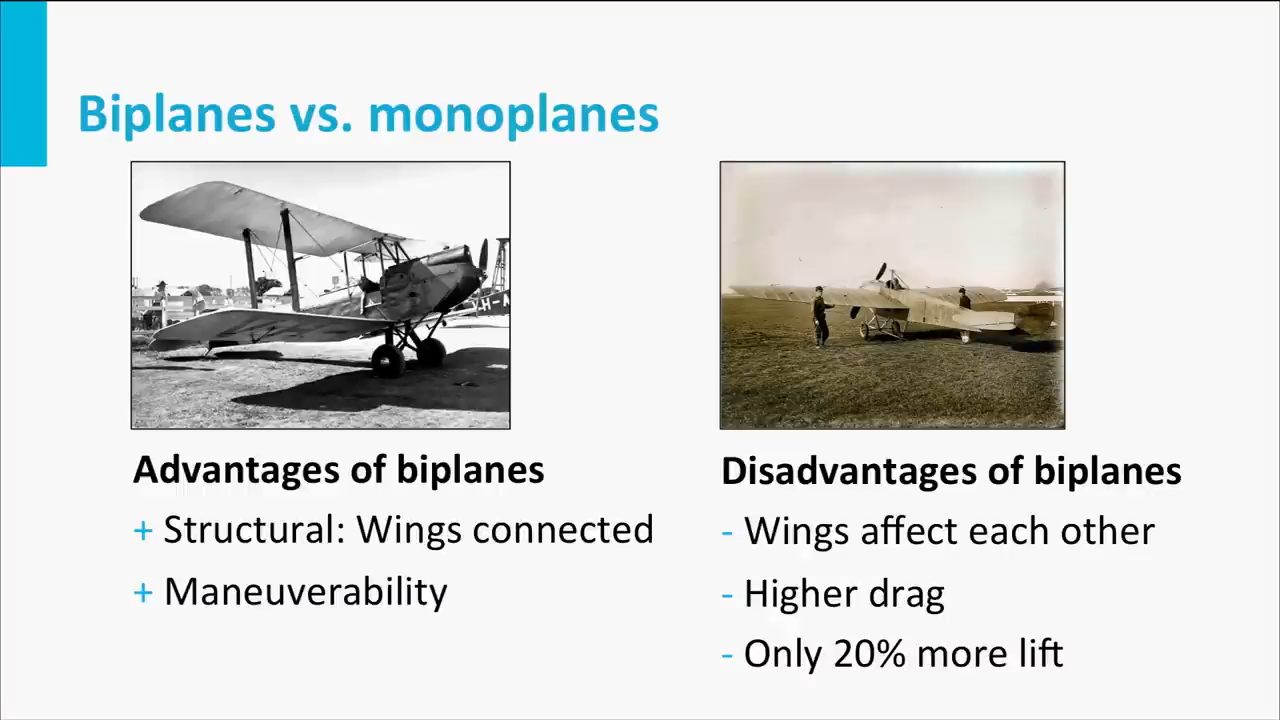 Biplanes vs. monoplanes
H-A
Advantages of biplanes
+ Structural: Wings connected
+ Maneuverability
Disadvantages of biplanes
- Wings affect each other
- Higher drag
- Only 20% more lift